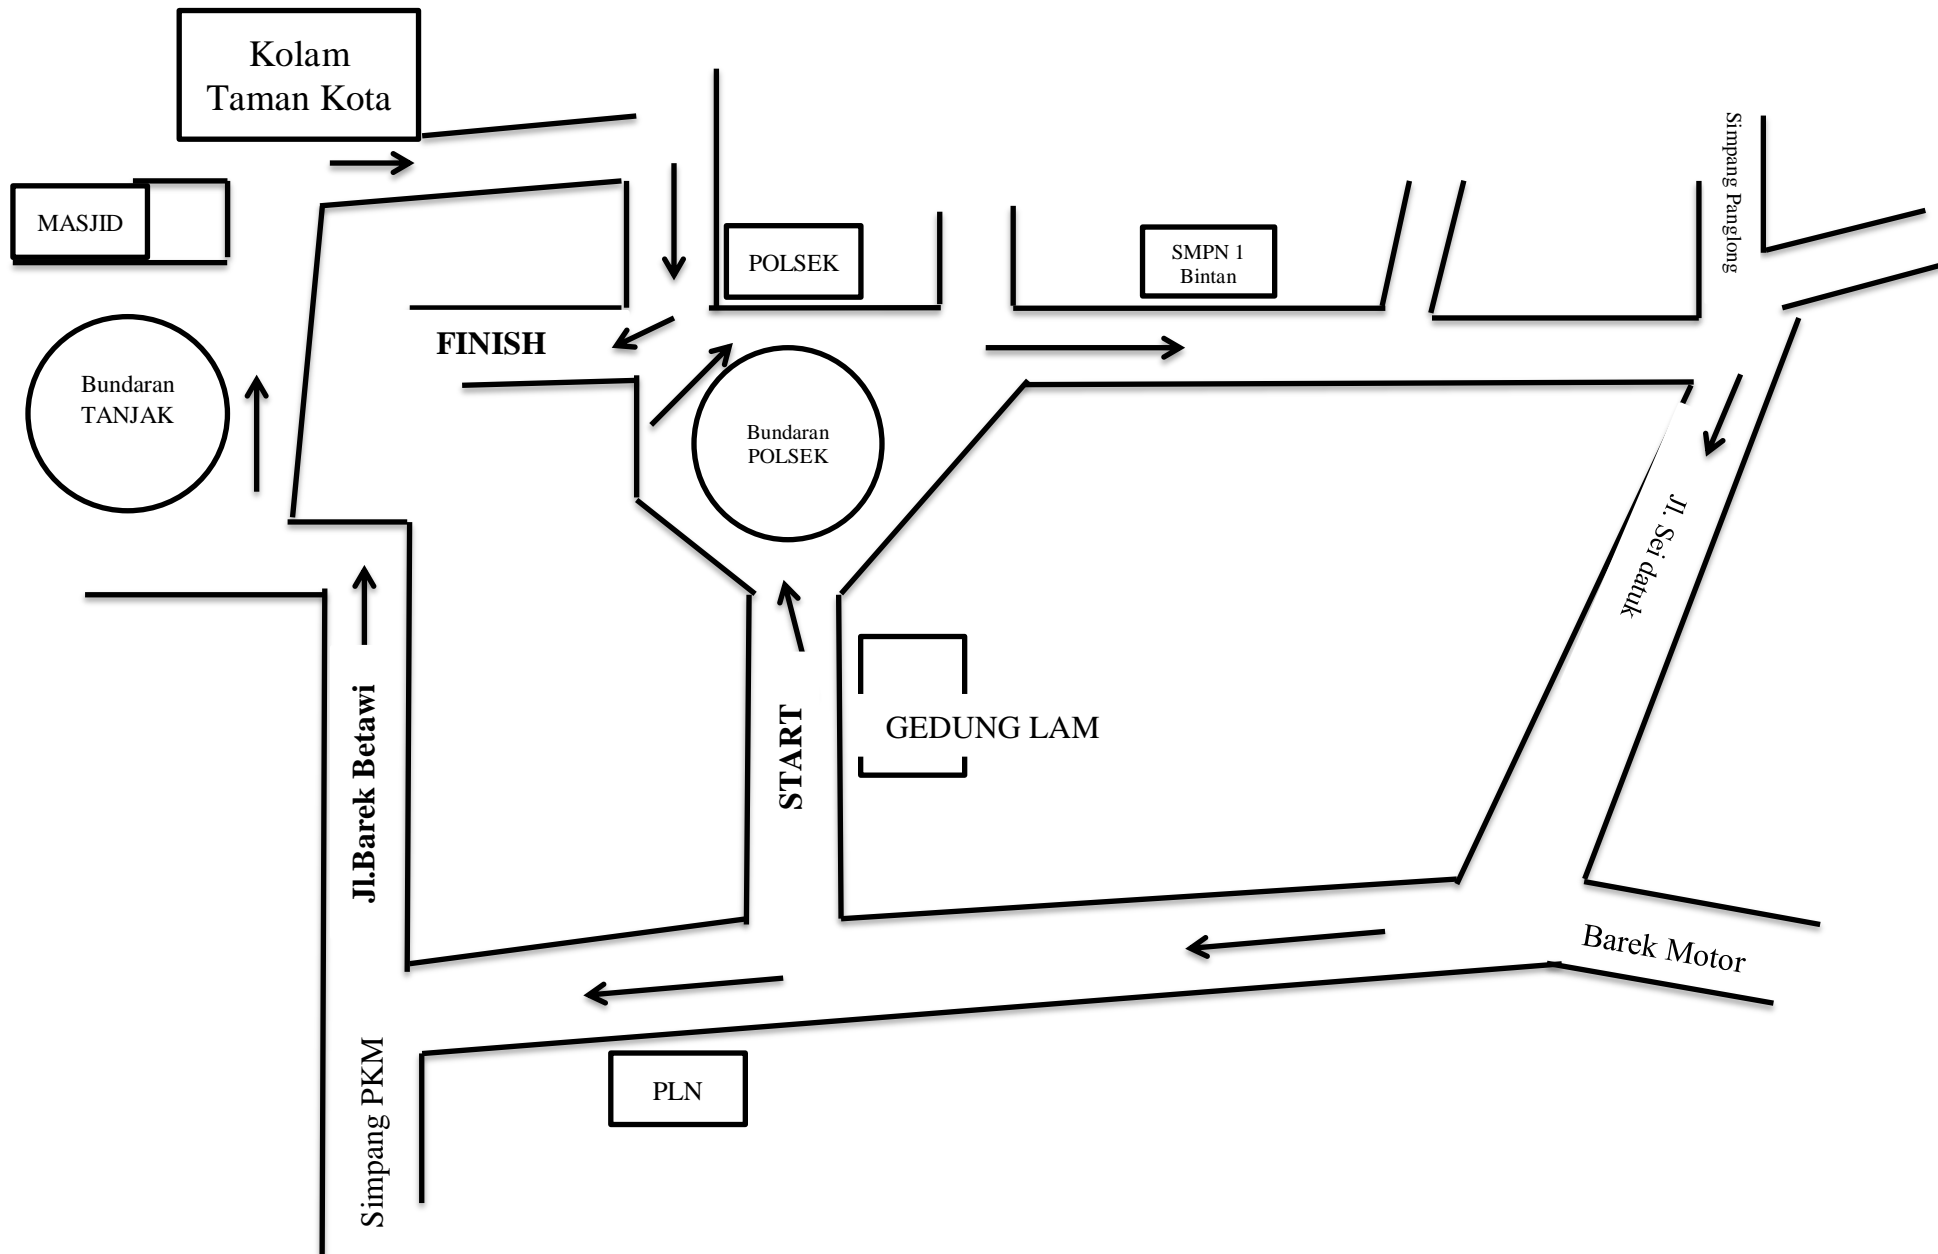 Kolam
Taman Kota
Simpang Panglong
MASJID
POLSEK
SMPN 1
Bintan
FINISH
Bundaran
TANJAK
Bundaran
POLSEK
Jl. Sei datuk
Jl.Barek Betawi
START
GEDUNG LAM
Barek Motor
Simpang PKM
PLN